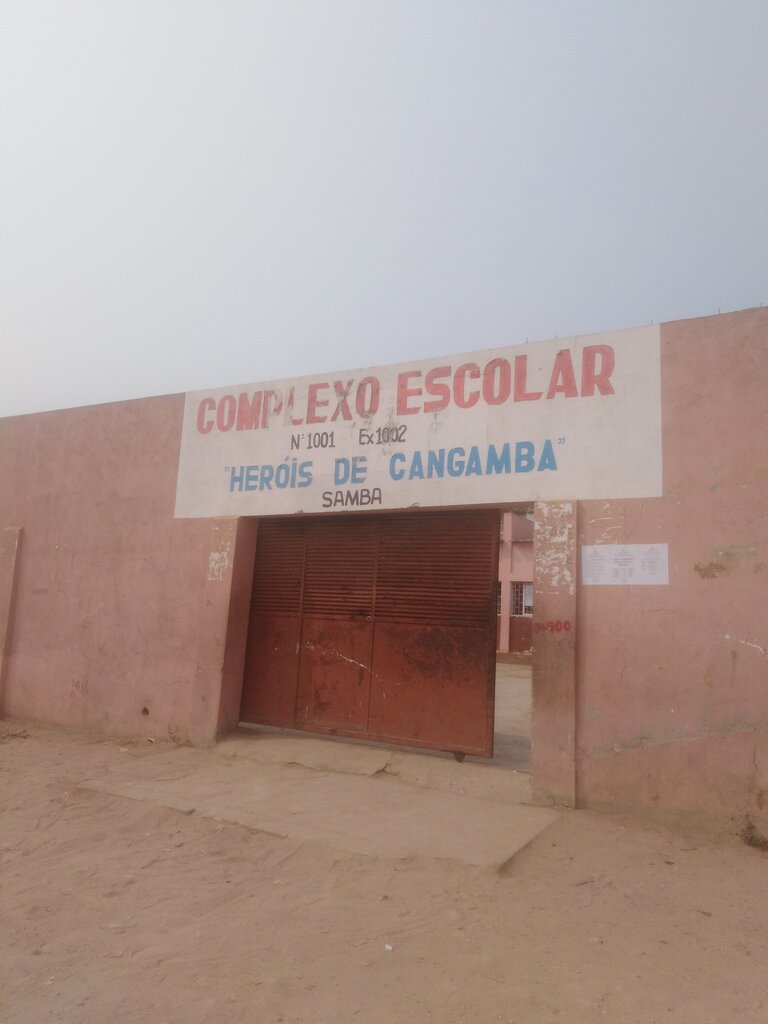 COMPLEXO ESCOLAR
Nº1001 Ex1002
"HERÓIS DE CANGAMBA"
SAMBA